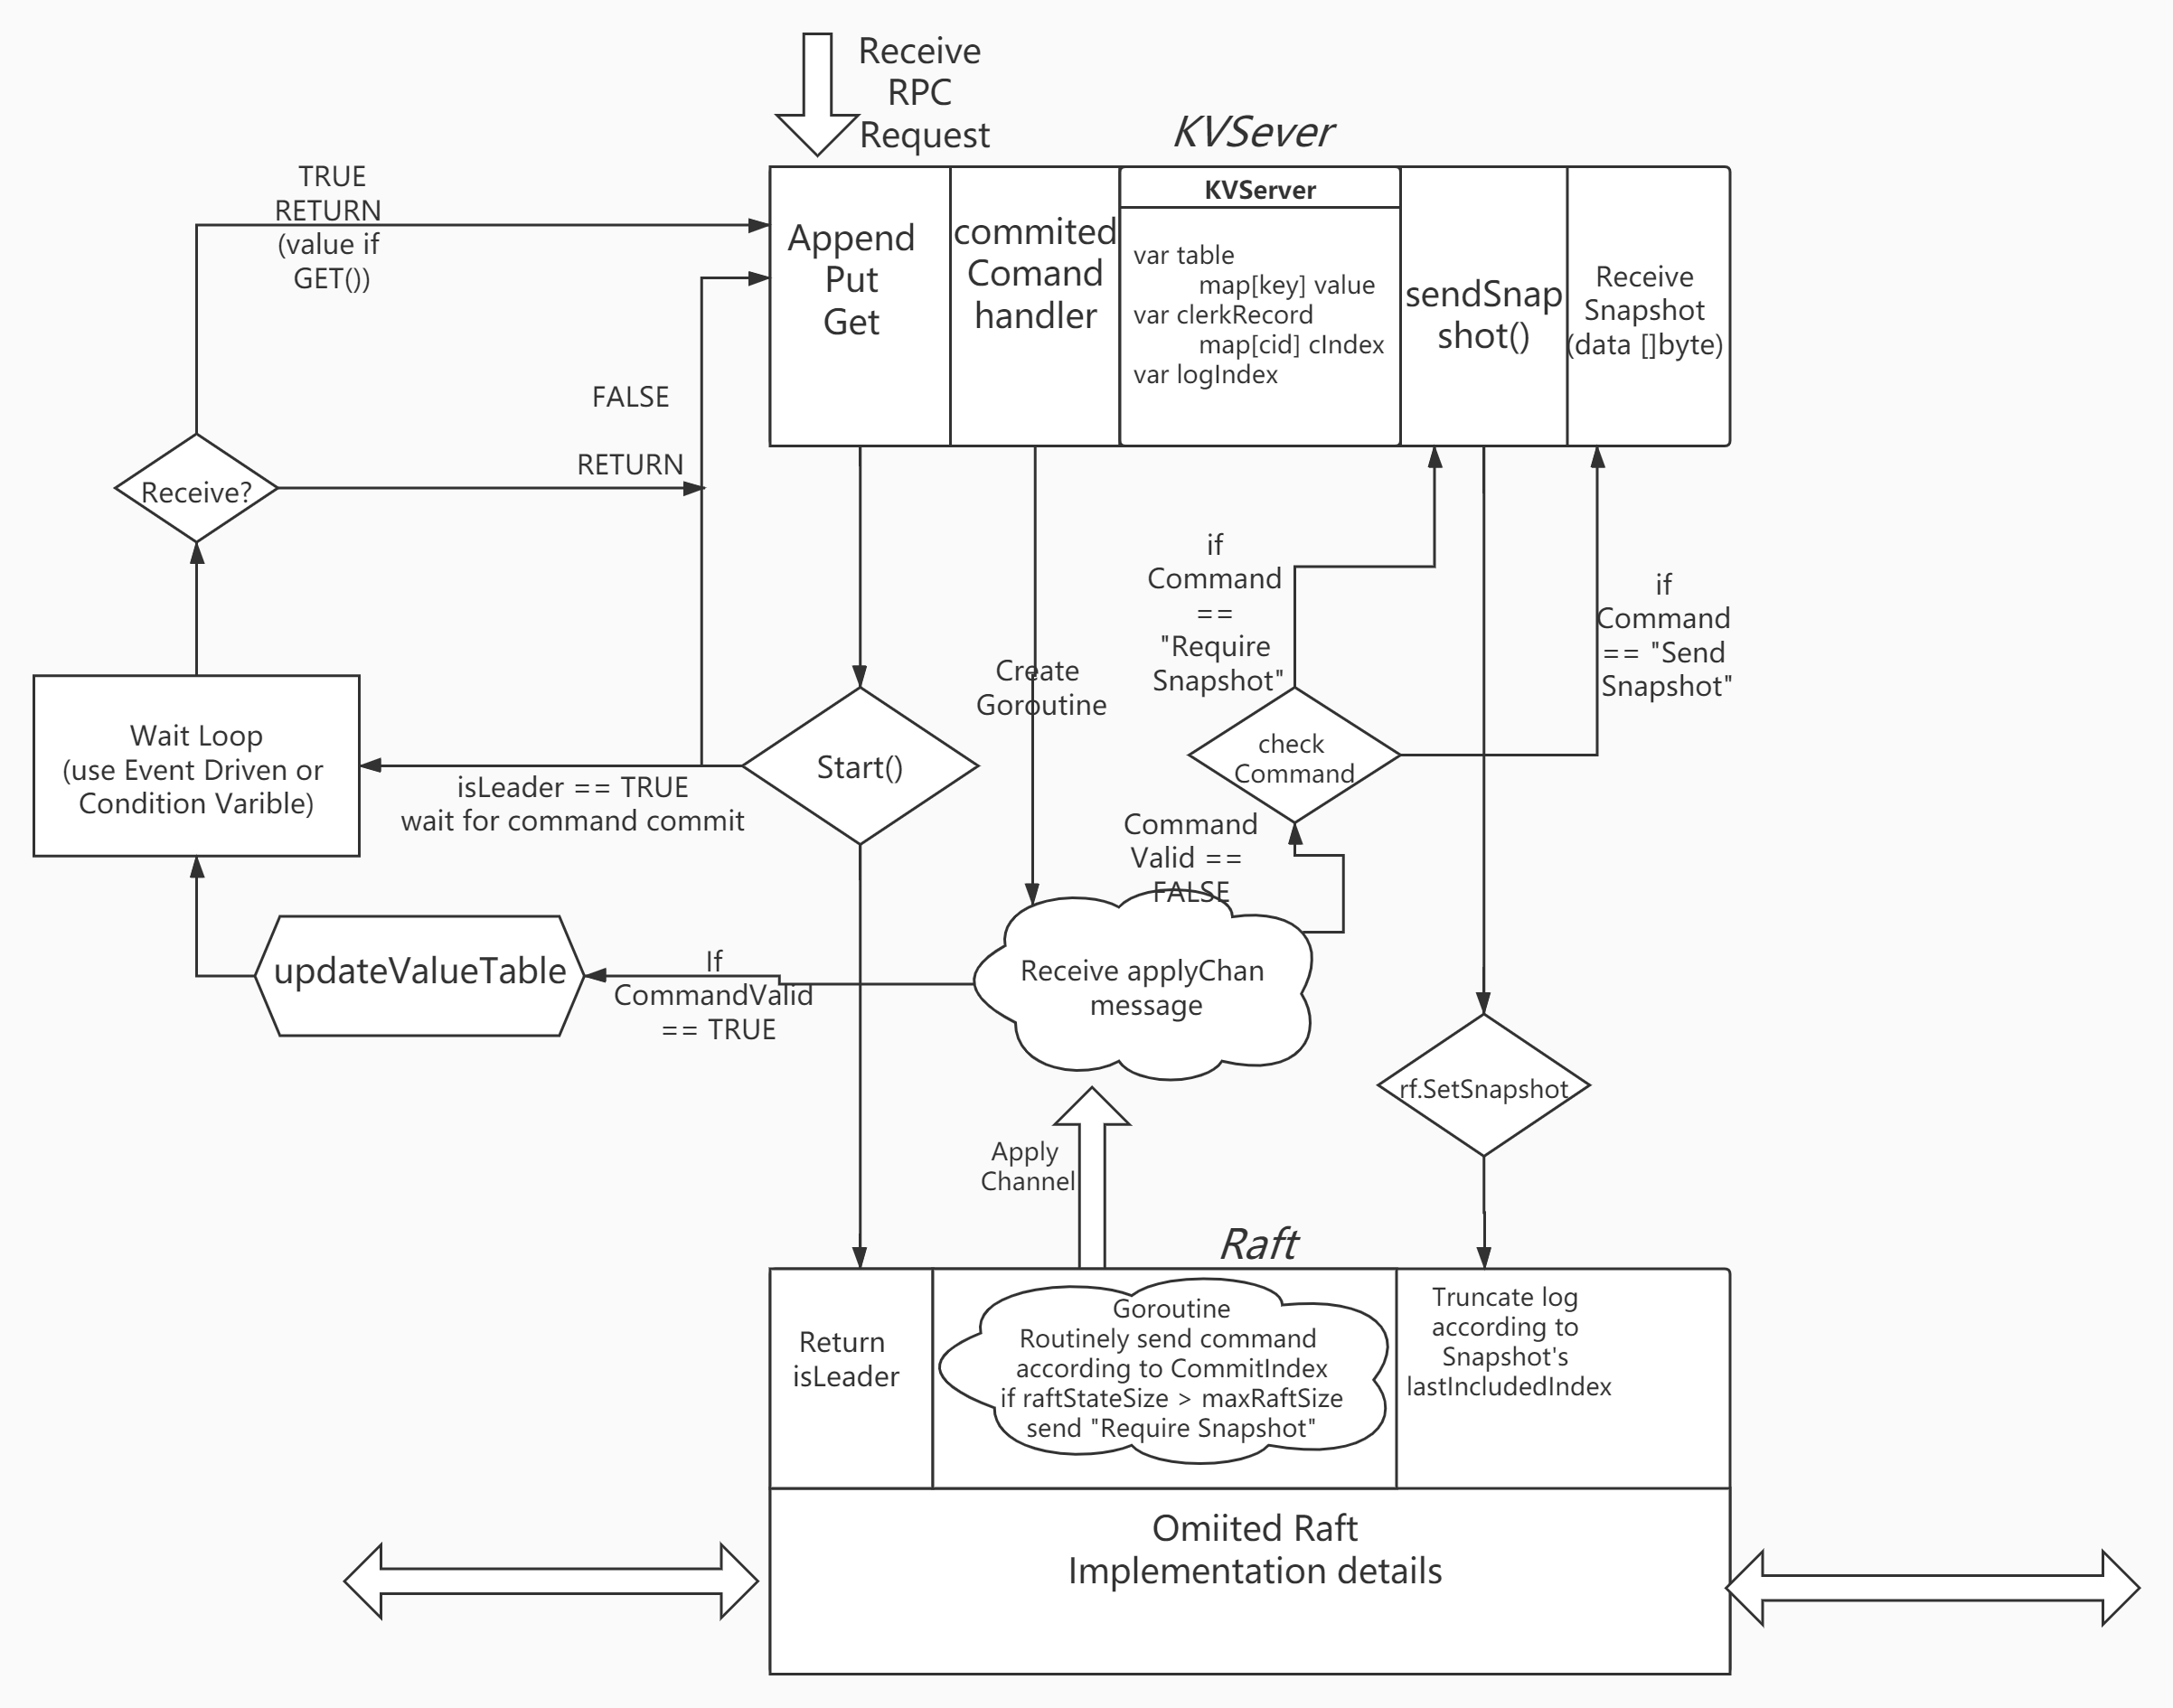 Receive
RPC
Request
KVSever
TRUE
RETURN
(value if
GET())
Append
Put
Get
commited
Comand
handler
KVServer
var table
map[key] value
var clerkRecord
map[cid] cIndex
var logIndex
sendSnap
shot()
Receive
Snapshot
(data []byte)
FALSE
RETURN
Receive?
if
Command
==
"Require
Snapshot"
if
Command
== "Send
Snapshot"
Create
Goroutine
Wait Loop
(use Event Driven or
Condition Varible)
isLeader == TRUE
wait for command commit
Start()
check
Command
Command
Valid ==
FALSE
updateValueTable
If
CommandValid
== TRUE
Receive applyChan
message
rf.SetSnapshot
Apply
Channel
Raft
Return
isLeader
Goroutine
Routinely send command
according to CommitIndex
if raftStateSize > maxRaftSize
send "Require Snapshot"
Truncate log
according to
Snapshot's
lastIncludedIndex
Omiited Raft
Implementation details